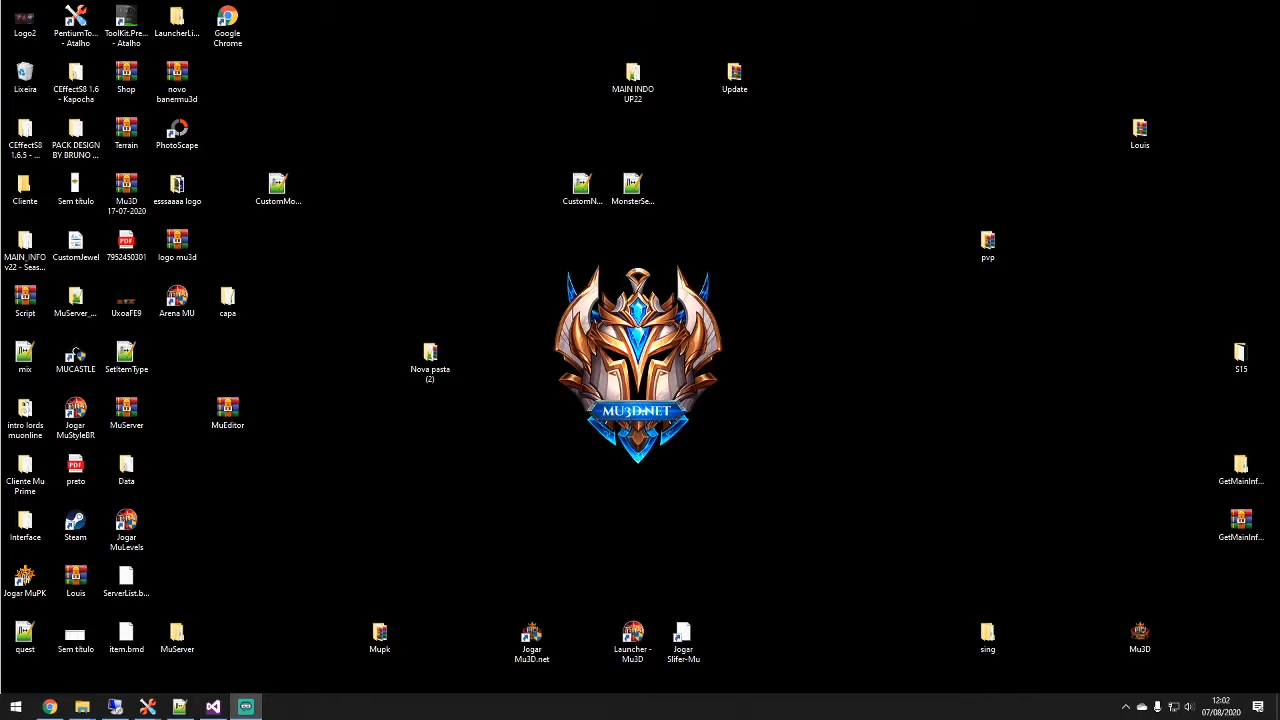 Logo2
PentiumTo... - Atalho
ToolKit.Pre... - Atalho
LauncherLi...
Google Chrome
Lixeira
CEffectS8 1.6 - Kapocha
Shop
novo banermu3d
MAIN INDO UP22
Update
CEffectS8 1.6.5 - ...
PACK DESIGN BY BRUNO ...
Terrain
PhotoScape
Louis
Cliente
Sem título
Mu3D 17-07-2020
esssaaaa logo
CustomMo...
CustomN...
MonsterSe...
MAIN_INFO v22 - Seas...
CustomJewel
7952450301
logo mu3d
pvp
Script
MuServer_...
UxoaFE9
Arena MU
capa
mix
MUCASTLE
SetItemType
Nova pasta (2)
S15
MU3D.NET
intro lords muonline
Jogar MuStyleBR
MuServer
MuEditor
Cliente Mu Prime
preto
Data
GetMainInf...
Interface
Steam
Jogar MuLevels
GetMainInf...
Jogar MuPK
Louis
ServerList.b...
quest
Sem título
item.bmd
MuServer
Mupk
Jogar Mu3D.net
Launcher - Mu3D
Jogar Slifer-Mu
sing
Mu3D
12:02
07/08/2020